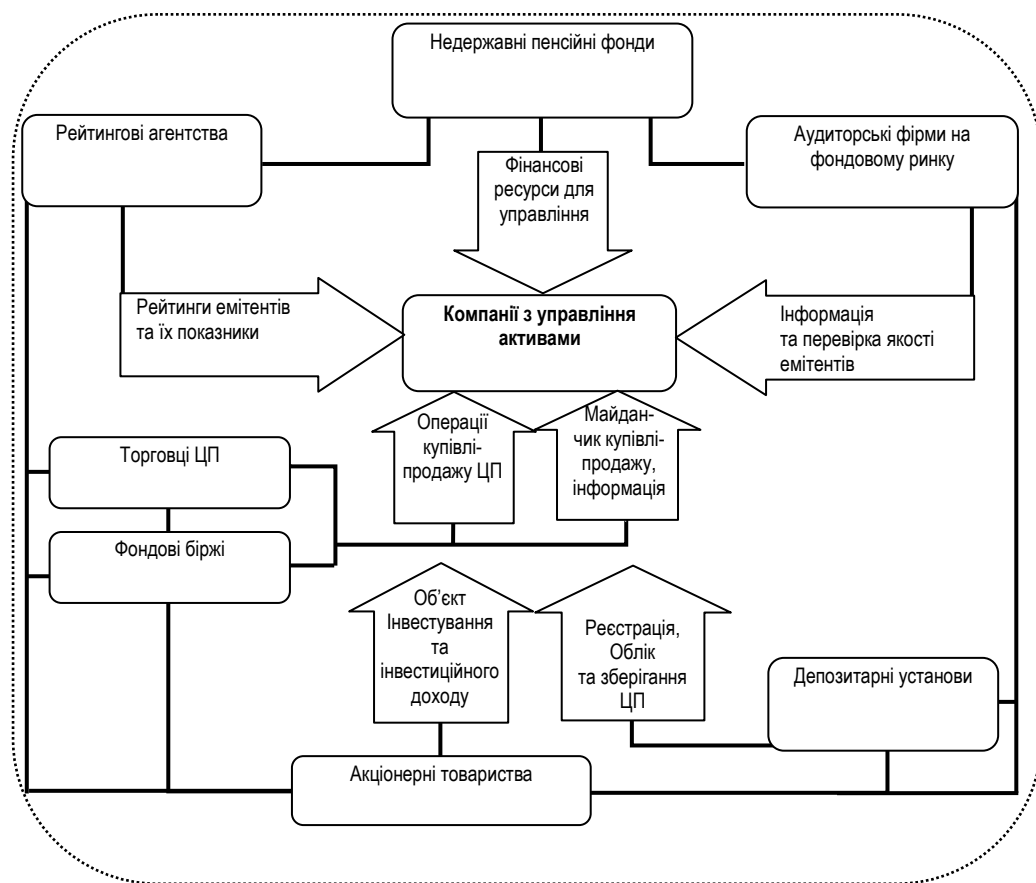 Недержавні пенсійні фонди
Рейтингові агентства
Аудиторські фірми на
фондовому ринку
Фінансові
ресурси для
управління
Рейтинги емітентів
та їх показники
Компанії з управління
активами
Інформація
та перевірка якості
емітентів
Операції
купівлі-
продажу ЦП
Майдан-
чик купівлі-
продажу,
інформація
Торговці ЦП
Фондові біржі
Об’єкт
Інвестування
та
інвестиційного
доходу
Реєстрація,
Облік
та зберігання
ЦП
Депозитарні установи
Акціонерні товариства